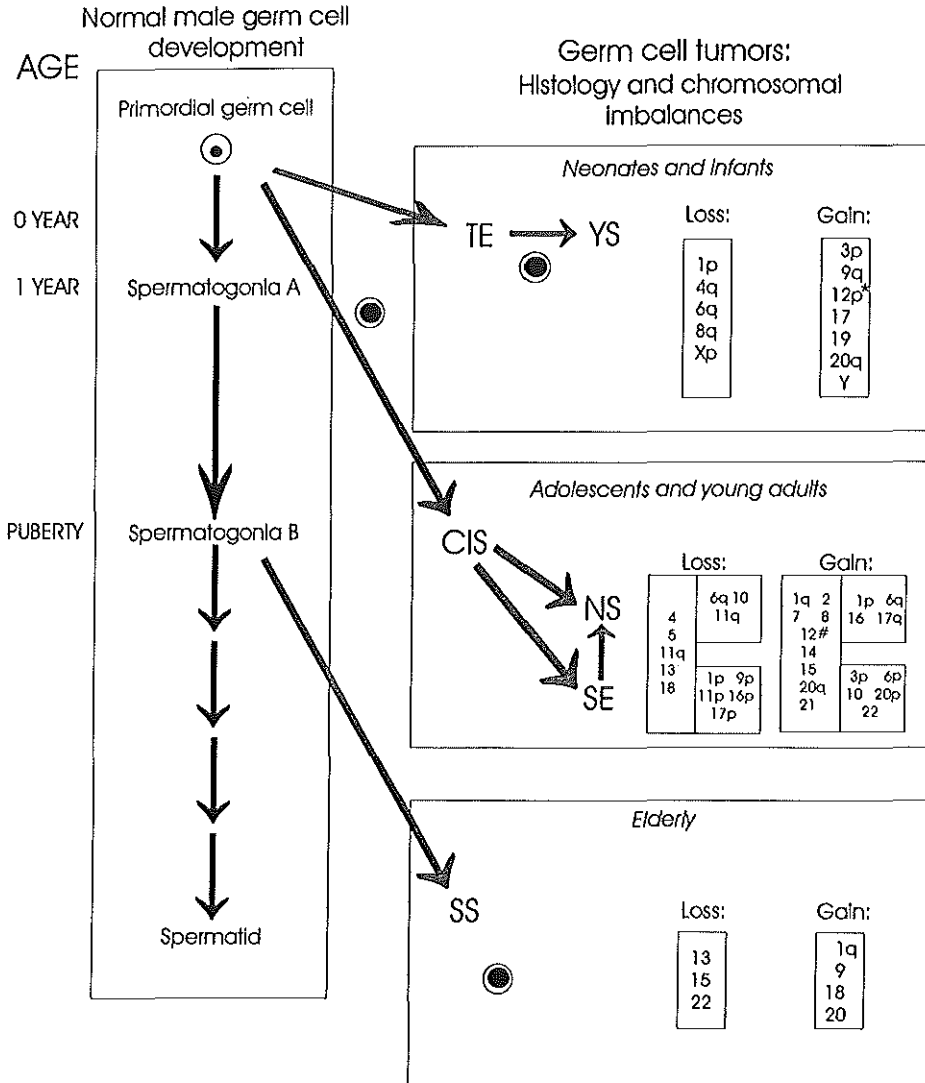 Normal male germ cell
development
AGE
Primordial germ cell
0 YEAR
1 YEAR
Spermatogonia A
PUBERTY
Spermatogonia B
Spermatid
Germ cell tumors:
Histology and chromosomal
imbalances
Neonates and Infants
TE
YS
Loss:
1p
4q
6q
8q
Xp
Gain:
3p
9q
12p*
17
19
20q
Y
Adolescents and young adults
CIS
NS
SE
Loss:
4
5
11q
13
18
6q 10
11q
1p 9p
11p 16p
17p
Gain:
1q 2
7 8
12#
14
15
20q
21
1p 6q
16 17q
3p 6p
10 20p
22
Elderly
SS
Loss:
13
15
22
Gain:
1q
9
18
20